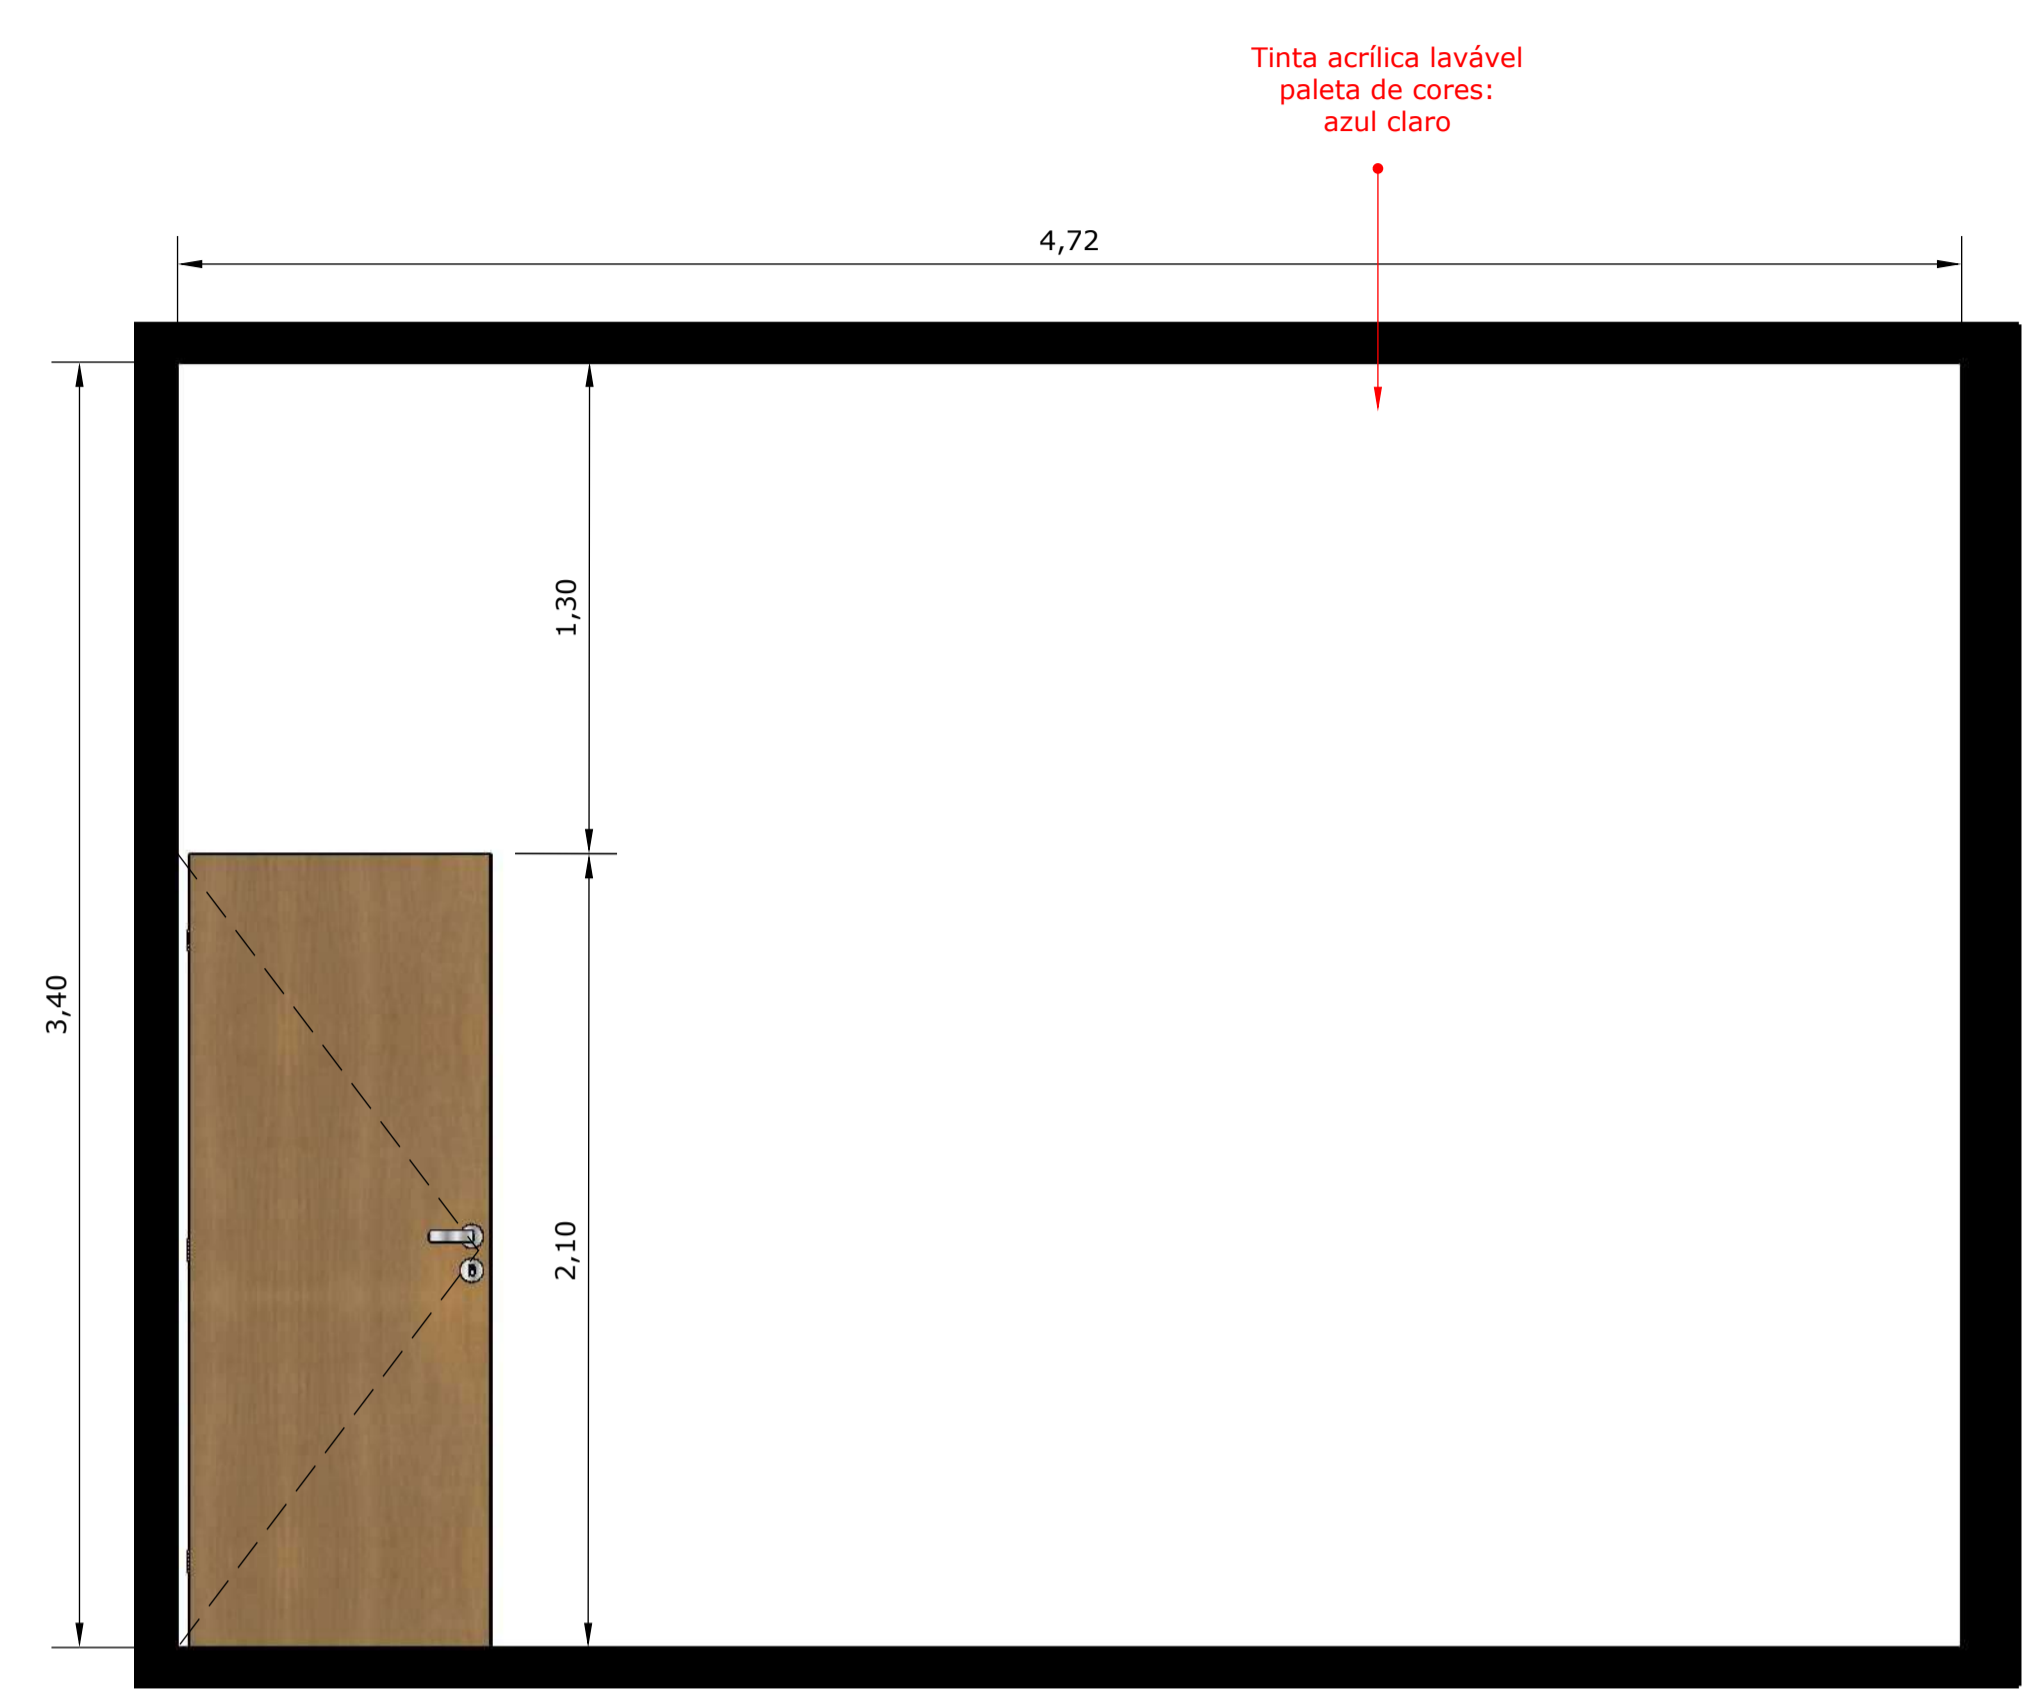 Tinta acrílica lavável
paleta de cores:
azul claro
4,72
1,30
3,40
2,10